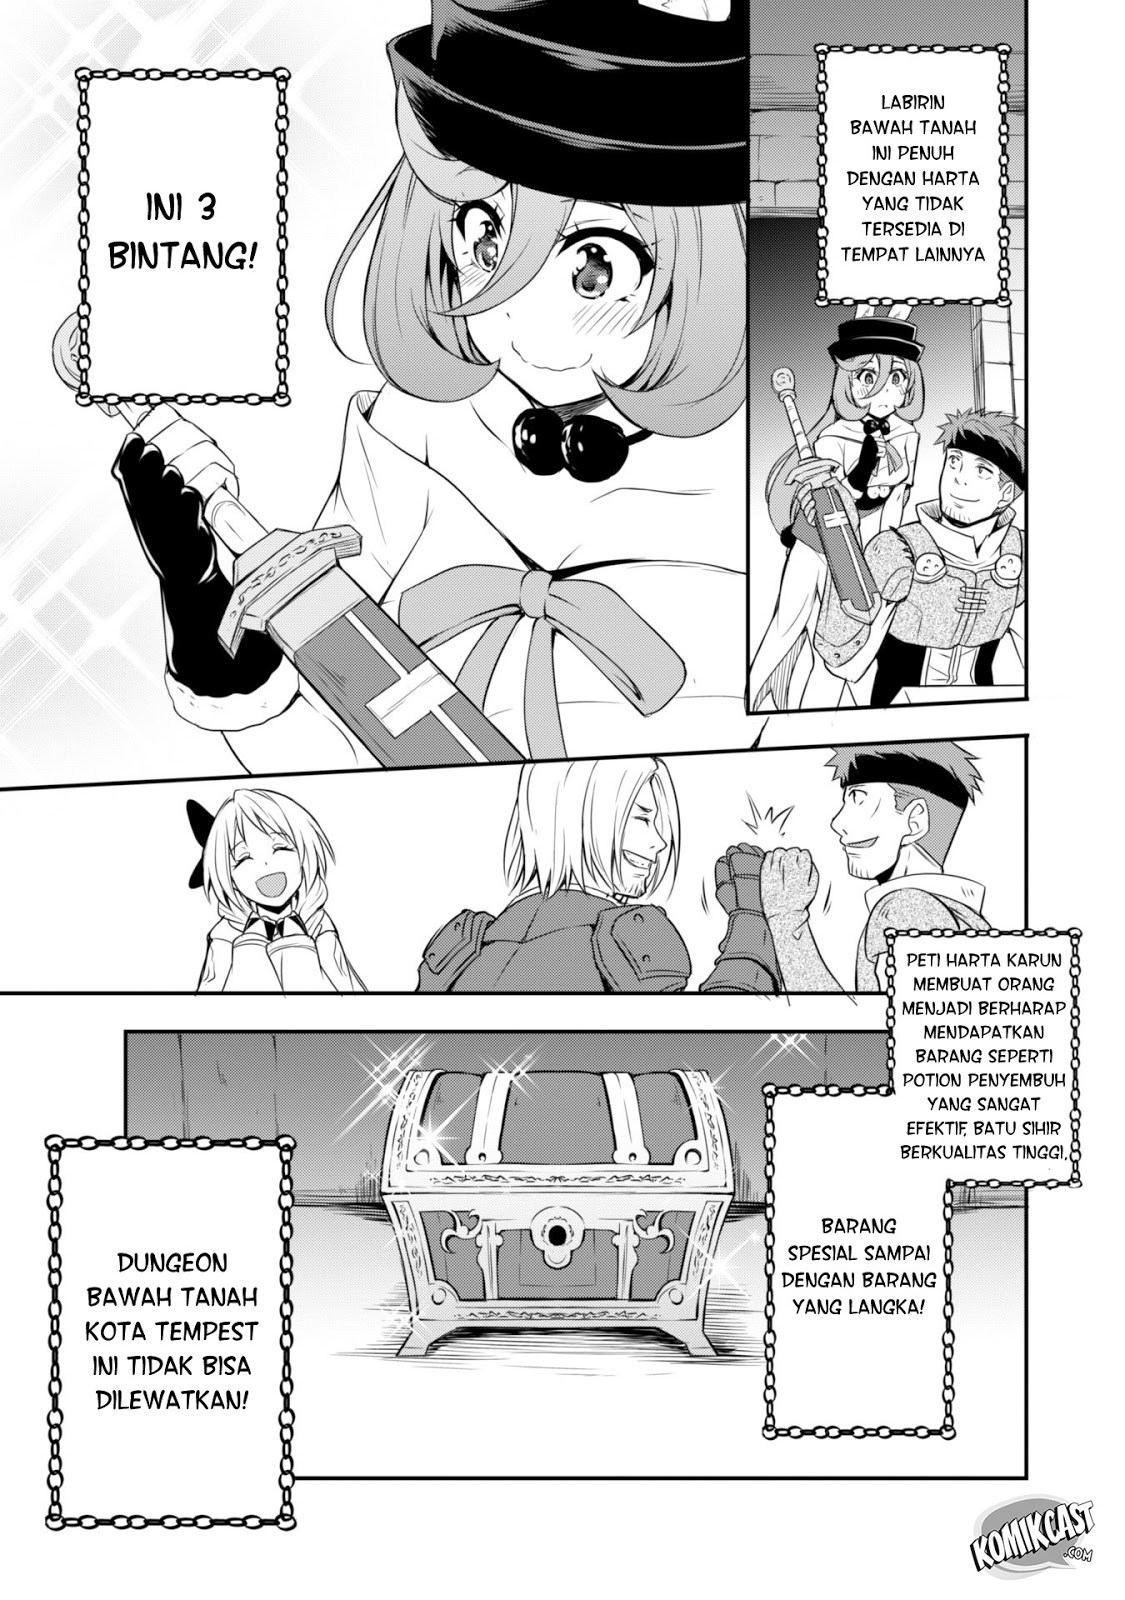 LABIRIN
BAWAH TANAH
INI PENUH
DENGAN HARTA
YANG TIDAK
TERSEDIA DI
TEMPAT LAINNYA
INI 3
BINTANG!
PETI HARTA KARUN
MEMBUAT ORANG
MENJADI BERHARAP
MENDAPATKAN
BARANG SEPERTI
POTION PENYEMBUH
YANG SANGAT
EFEKTIF, BATU SIHIR
BERKUALITAS TINGGI,
BARANG
SPESIAL SAMPAI
DENGAN BARANG
YANG LANGKA!
DUNGEON
BAWAH TANAH
KOTA TEMPEST
INI TIDAK BISA
DILEWATKAN!
KOMIKCAST
.COM